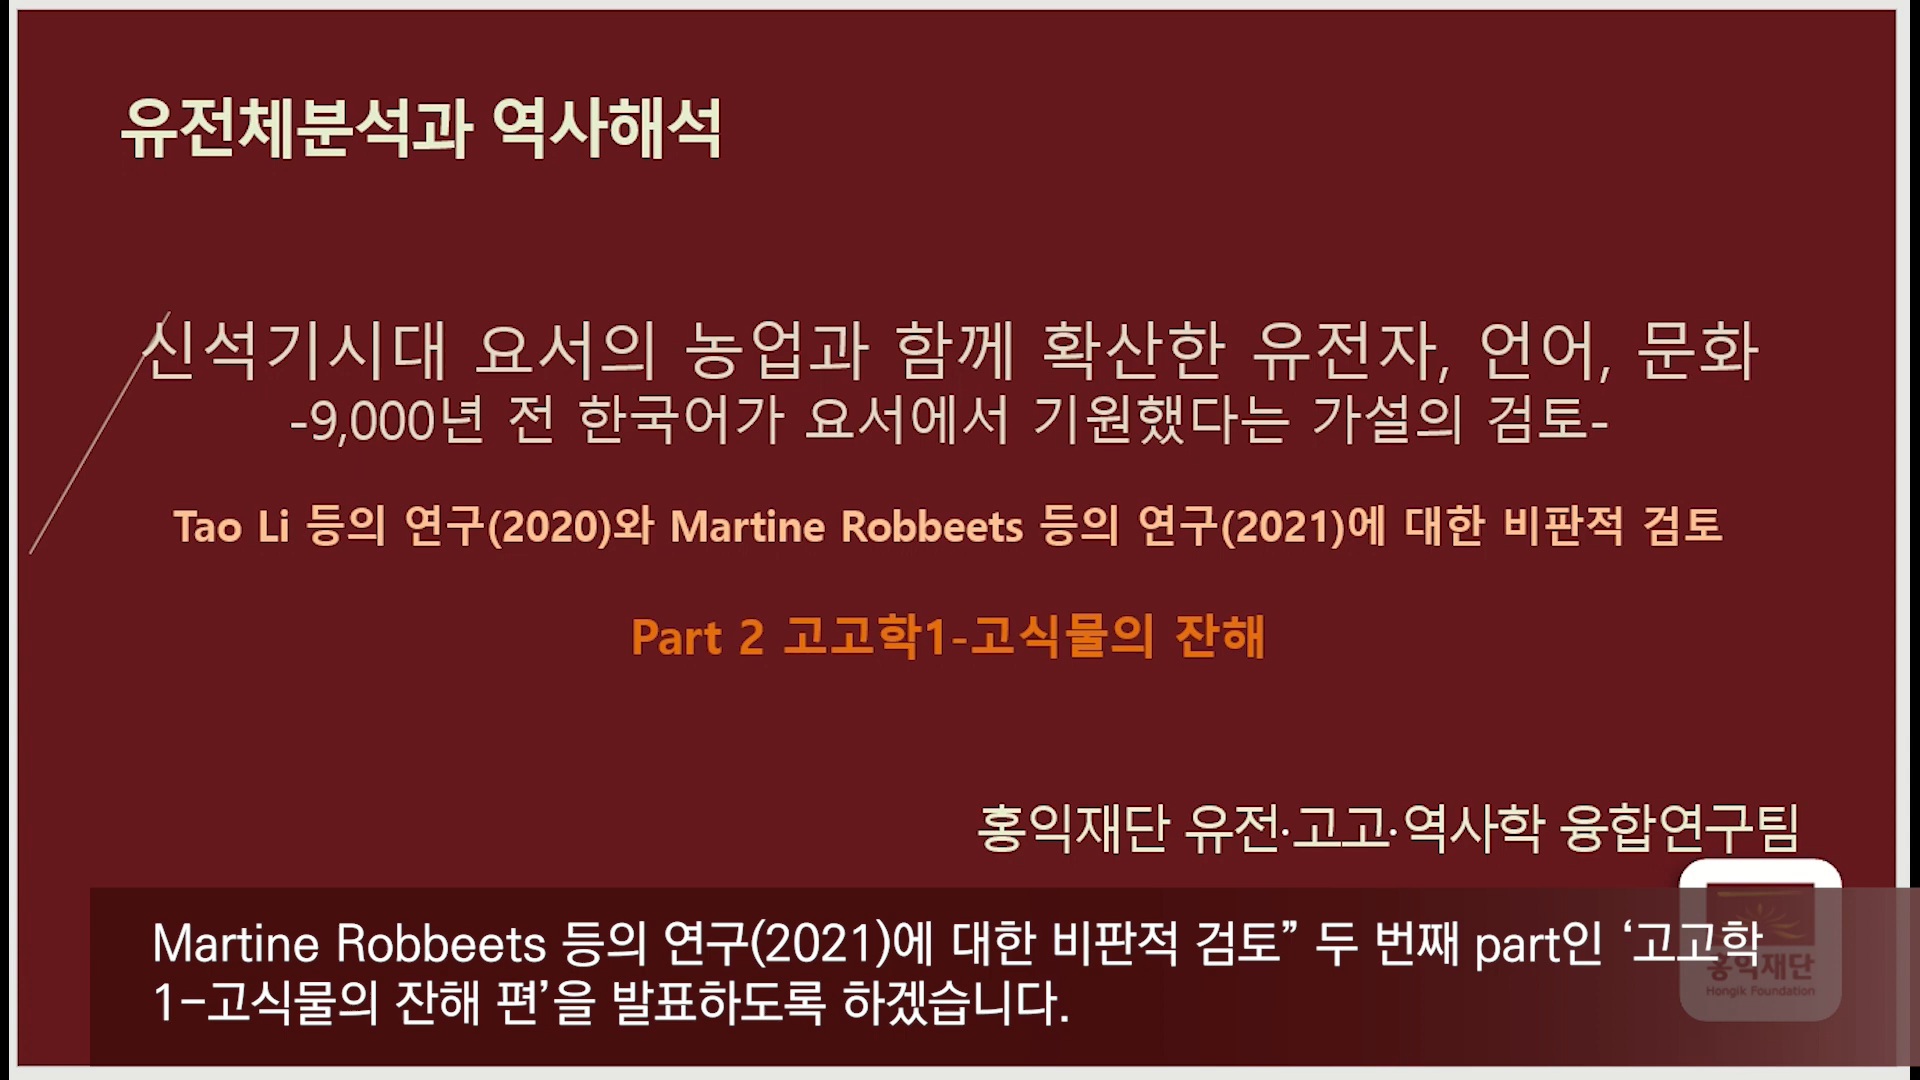 유전체분석과 역사해석
신석기시대 요서의 농업과 함께 확산한 유전자, 언어, 문화
-9,000년 전 한국어가 요서에서 기원했다는 가설의 검토-
Tao Li 등의 연구(2020)와 Martine Robbeets 등의 연구(2021)에 대한 비판적 검토
Part 2 고고학1-고식물의 잔해
홍익재단 유전·고고·역사학 융합연구팀
Martine Robbeets 등의 연구(2021)에 대한 비판적 검토” 두 번째 part인 ‘고고학
1-고식물의 잔해 편’을 발표하도록 하겠습니다.
홍익재단
Hongik Foundation